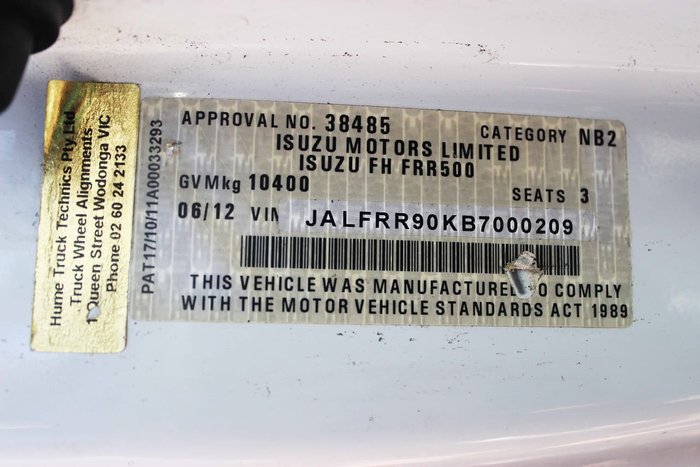 Hume Truck Technics Pty Ltd
Truck Wheel Alignments
Queen Street Wodonga VIC
Phone 02 60 24 2133
PAT17/10/11A00033293
APPROVAL NO. 38485 CATEGORY NB2
ISUZU MOTORS LIMITED
ISUZU FH FRR500
GVMkg 10400 SEATS 3
06/12 VIN JALFRR90KB7000209
THIS VEHICLE WAS MANUFACTURED TO COMPLY
WITH THE MOTOR VEHICLE STANDARDS ACT 1989